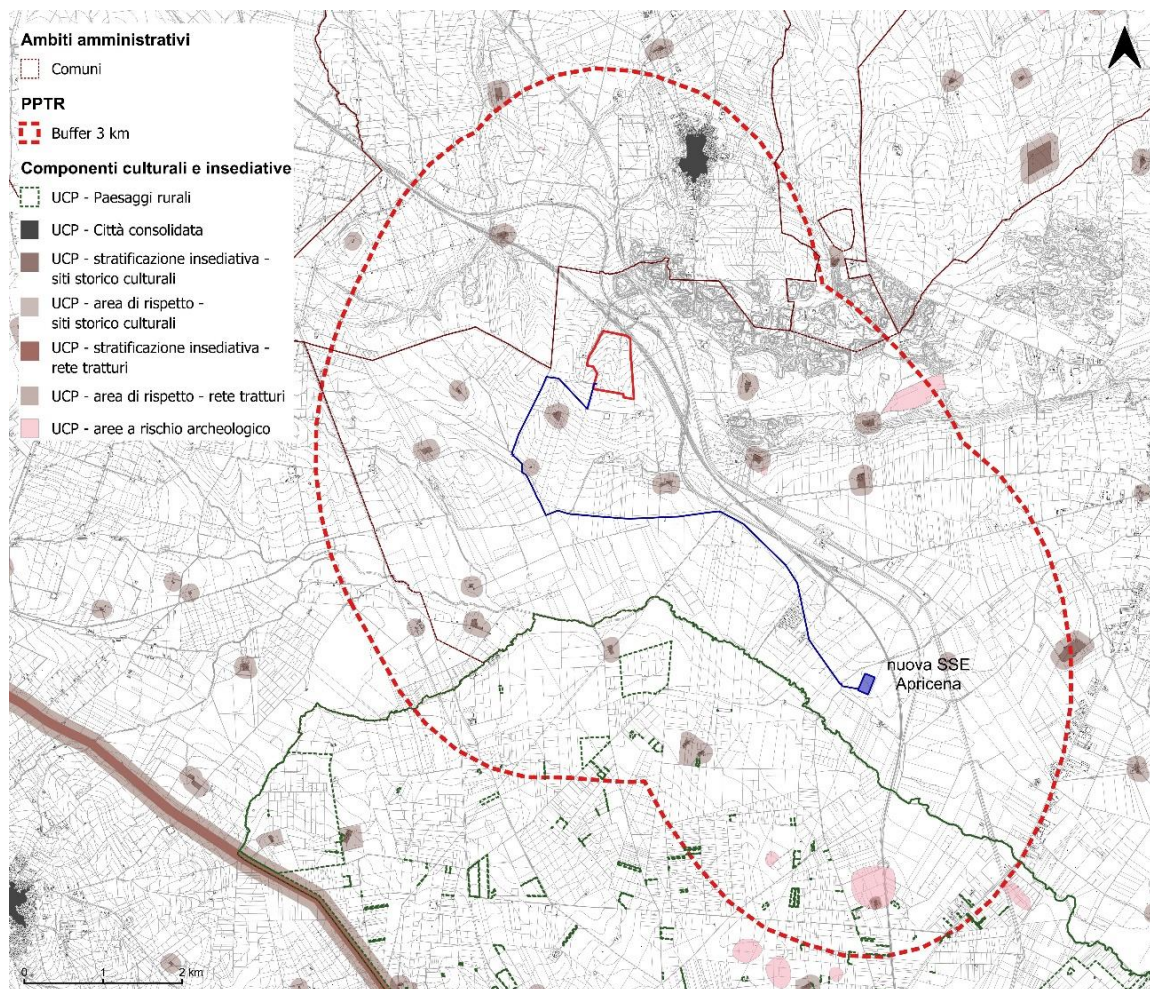 Ambiti amministrativi
Comuni
PPTR
Buffer 3 km
Componenti culturali e insediative
UCP - Paesaggi rurali
UCP - Città consolidata
UCP - stratificazione insediativa -
siti storico culturali
UCP - area di rispetto -
siti storico culturali
UCP - stratificazione insediativa -
rete tratturi
UCP - area di rispetto - rete tratturi
UCP - aree a rischio archeologico
nuova SSE
Apricena
0 1 2 km